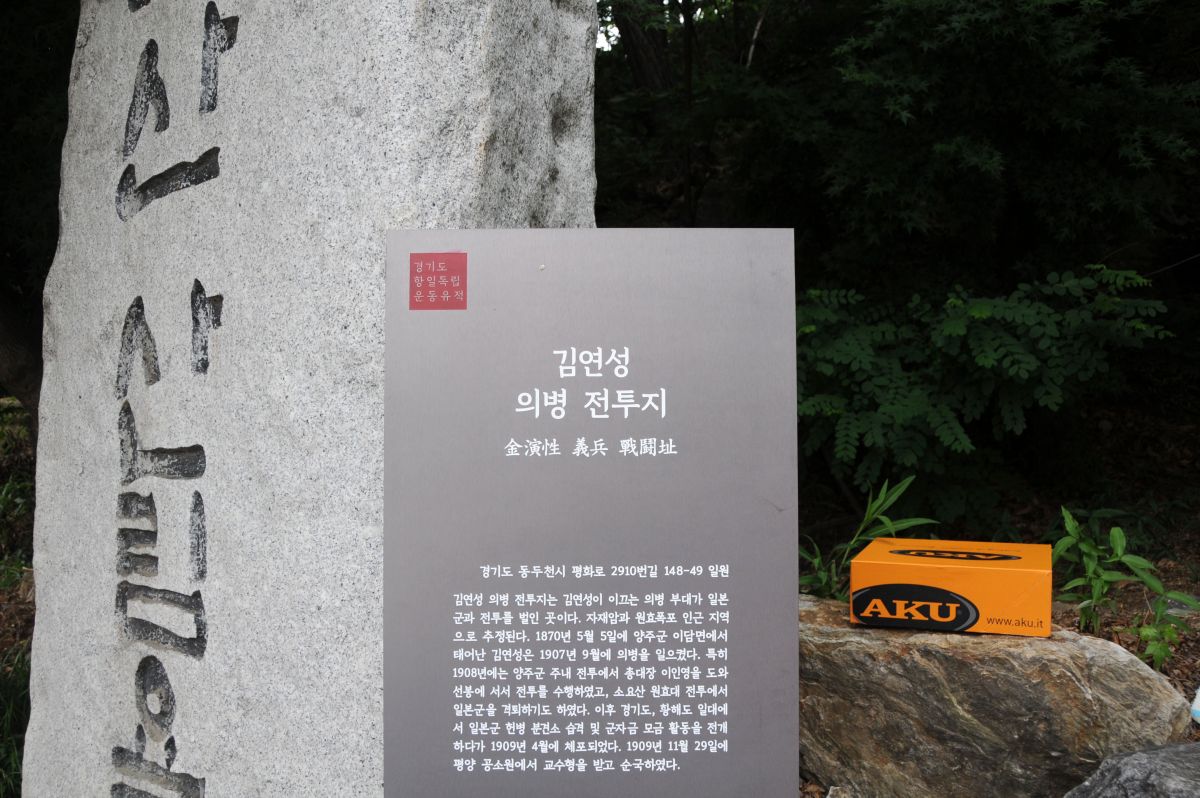 경기도
항일독립
운동유적
김연성
의병 전투지
金演性 義兵 戰鬪址
경기도 동두천시 평화로 2910번길 148-49 일원
김연성 의병 전투지는 김연성이 이끄는 의병 부대가 일본
군과 전투를 벌인 곳이다. 자재암과 원효폭포 인근 지역
으로 추정된다. 1870년 5월 5일에 양주군 이담면에서
태어난 김연성은 1907년 9월에 의병을 일으켰다. 특히
1908년에는 양주군 주내 전투에서 총대장 이인영을 도와
선봉에 서서 전투를 수행하였고, 소요산 원효대 전투에서
일본군을 격퇴하기도 하였다. 이후 경기도, 황해도 일대에
서 일본군 헌병 분견소 습격 및 군자금 모금 활동을 전개
하다가 1909년 4월에 체포되었다. 1909년 11월 29일에
평양 공소원에서 교수형을 받고 순국하였다.
AKU
AKU
www.aku.it